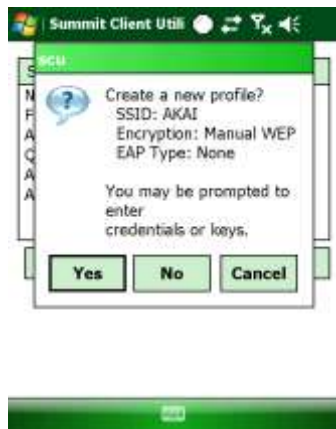 Summit Client Utili
scu
S
Create a new profile?
N
SSID: AKAI
F
Encryption: Manual WEP
A
EAP Type: None
Q
A
You may be prompted to
A
enter
credentials or keys.
Yes No Cancel